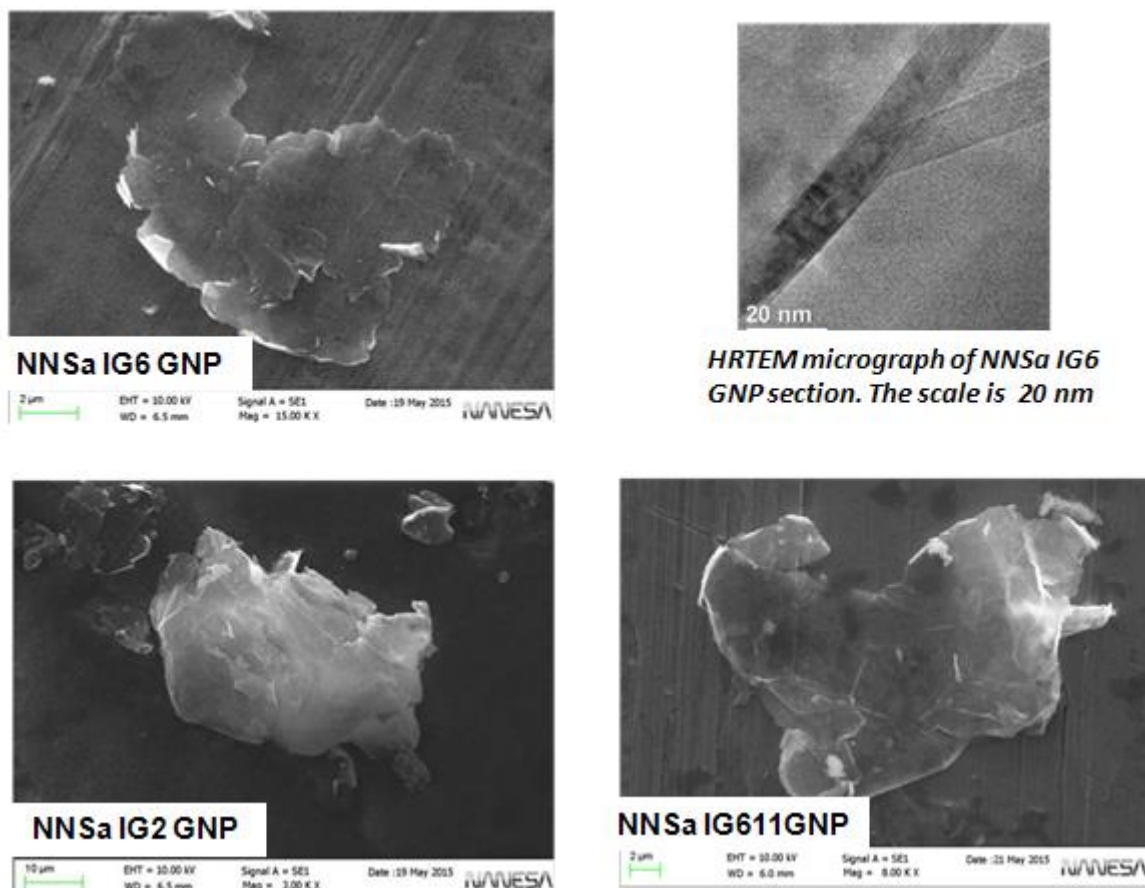 NNSa IG6 GNP
2 µm
EHT = 10.00 kV
Signal A = SE1
Date :19 May 2015
WD = 6.5 mm
Mag = 15.00 K X
NANESA
20 nm
HRTEM micrograph of NNSa IG6
GNP section. The scale is 20 nm
NNSa IG2 GNP
10 µm
EHT = 10.00 kV
Signal A = SE1
Date :19 May 2015
WD = 6.5 mm
Mag = 3.00 K X
NANESA
NNSa IG611GNP
2 µm
EHT = 10.00 kV
Signal A = SE1
Date :21 May 2015
WD = 6.0 mm
Mag = 8.00 K X
NANESA